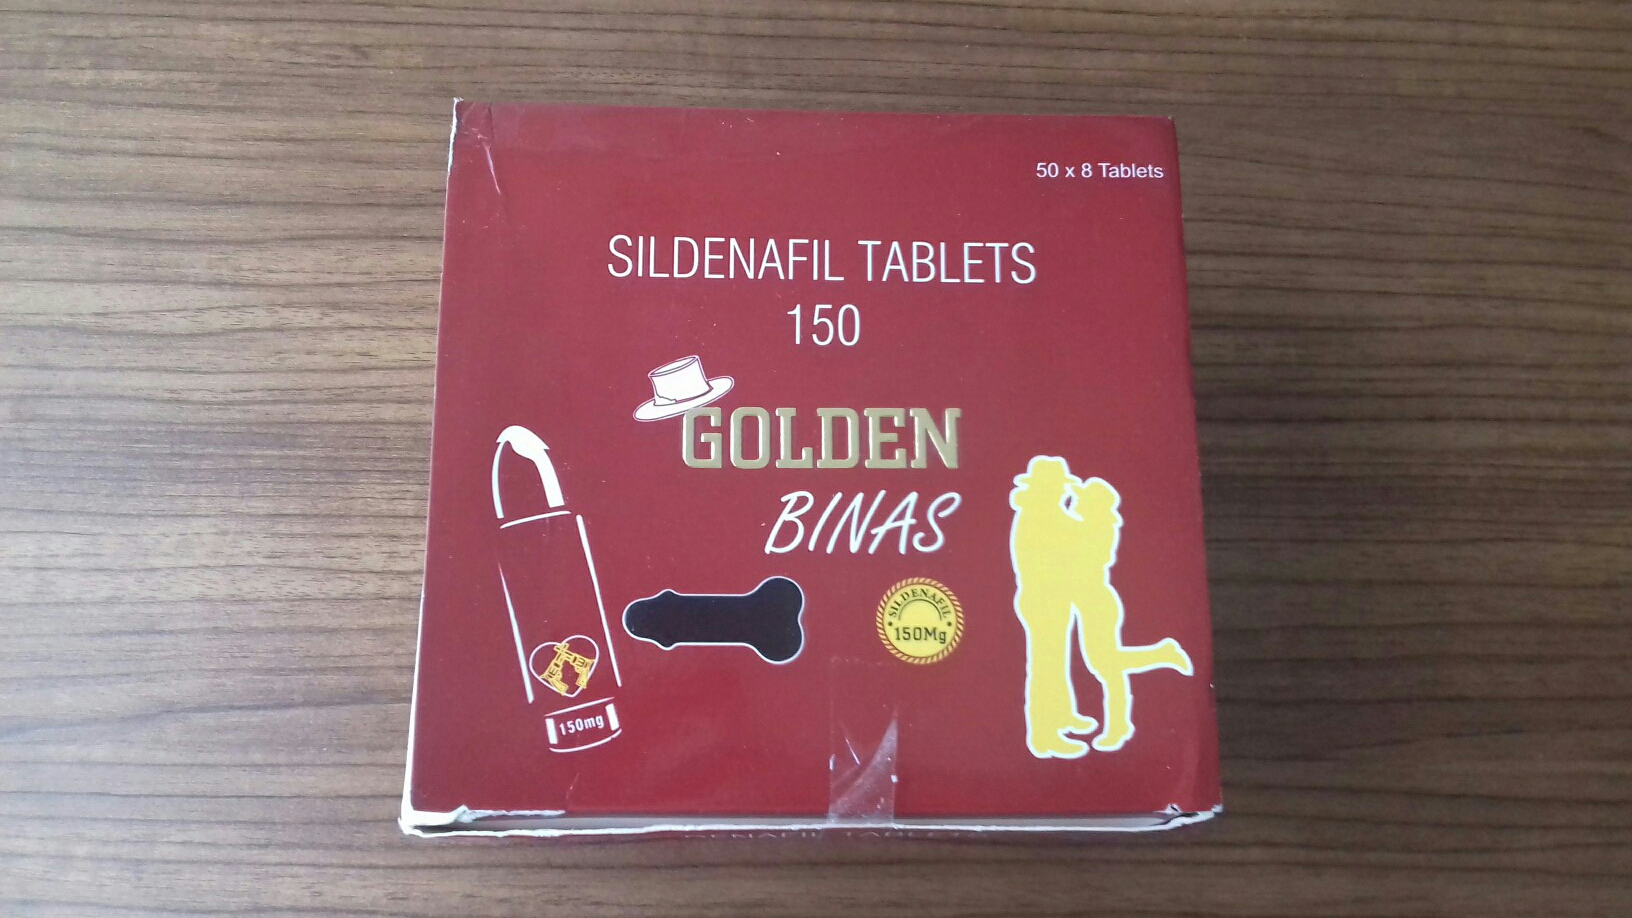 50 x 8 Tablets
SILDENAFIL TABLETS
150
GOLDEN
BINAS
SILDENAFIL
150Mg
150mg